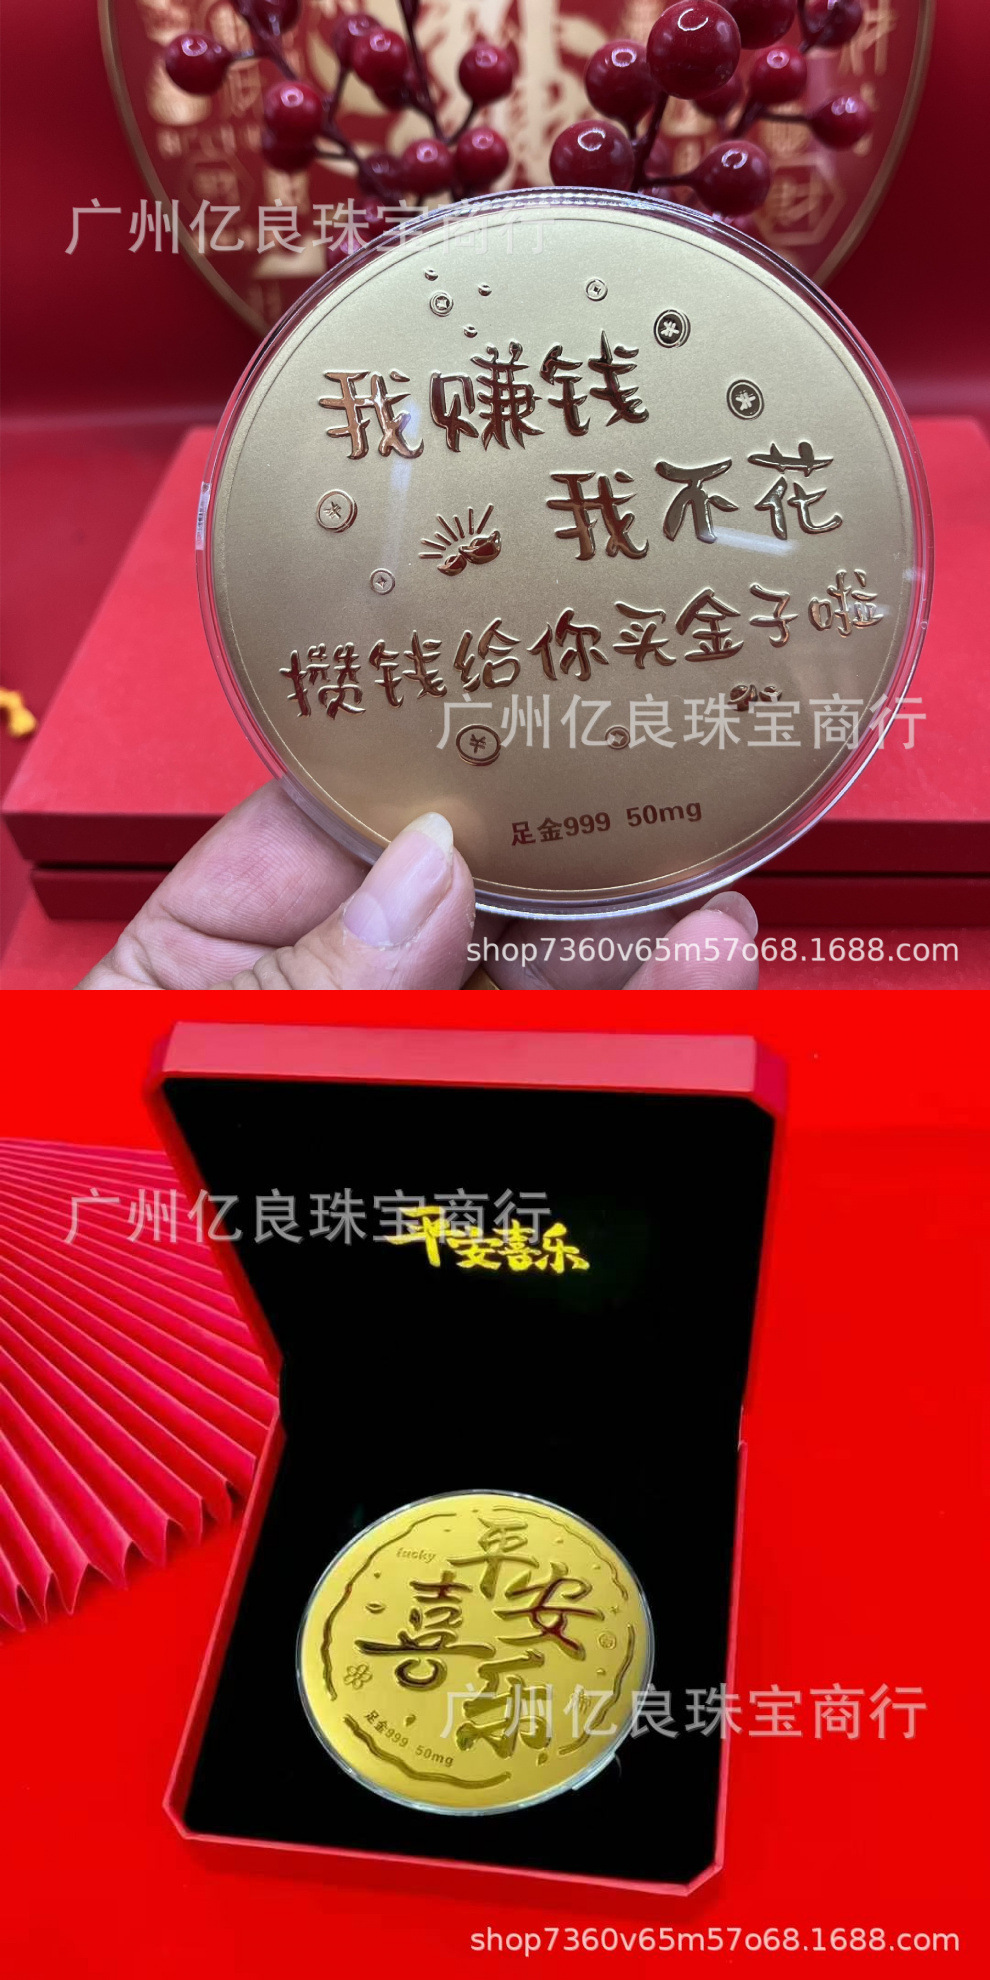 广州亿良珠宝商行
我赚钱
我不花
攒钱给你买金子啦
广州亿良珠宝商行
足金999 50mg
shop7360v65m57o68.1688.com
广州亿良珠宝商行
平安喜乐
lucky
平安
喜乐
广州亿良珠宝商行
足金999 50mg
shop7360v65m57o68.1688.com